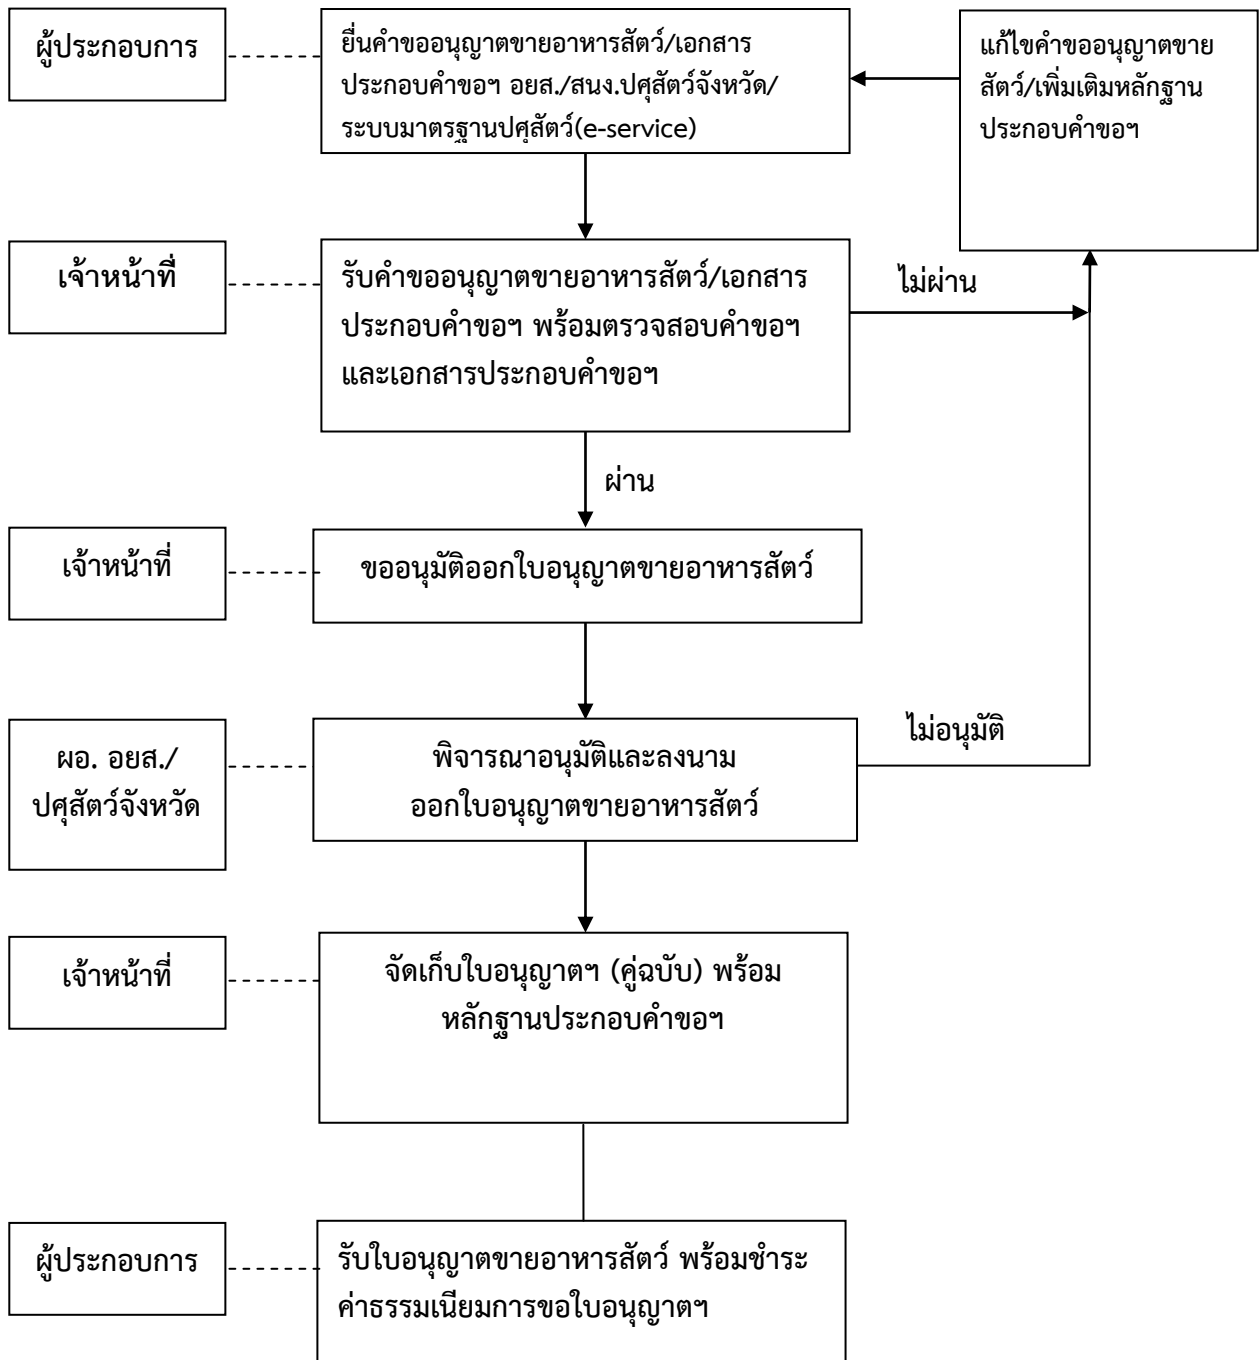 ผู้ประกอบการ
ยื่นคำขออนุญาตขายอาหารสัตว์/เอกสาร
ประกอบคำขอฯ อยส./สนง.ปศุสัตว์จังหวัด/
ระบบมาตรฐานปศุสัตว์(e-service)
แก้ไขคำขออนุญาตขาย
สัตว์/เพิ่มเติมหลักฐาน
ประกอบคำขอฯ
เจ้าหน้าที่
รับคำขออนุญาตขายอาหารสัตว์/เอกสาร
ประกอบคำขอฯ พร้อมตรวจสอบคำขอฯ
และเอกสารประกอบคำขอฯ
ไม่ผ่าน
ผ่าน
เจ้าหน้าที่
ขออนุมัติออกใบอนุญาตขายอาหารสัตว์
ผอ. อยส./
ปศุสัตว์จังหวัด
พิจารณาอนุมัติและลงนาม
ออกใบอนุญาตขายอาหารสัตว์
ไม่อนุมัติ
เจ้าหน้าที่
จัดเก็บใบอนุญาตฯ (คู่ฉบับ) พร้อม
หลักฐานประกอบคำขอฯ
ผู้ประกอบการ
รับใบอนุญาตขายอาหารสัตว์ พร้อมชำระ
ค่าธรรมเนียมการขอใบอนุญาตฯ